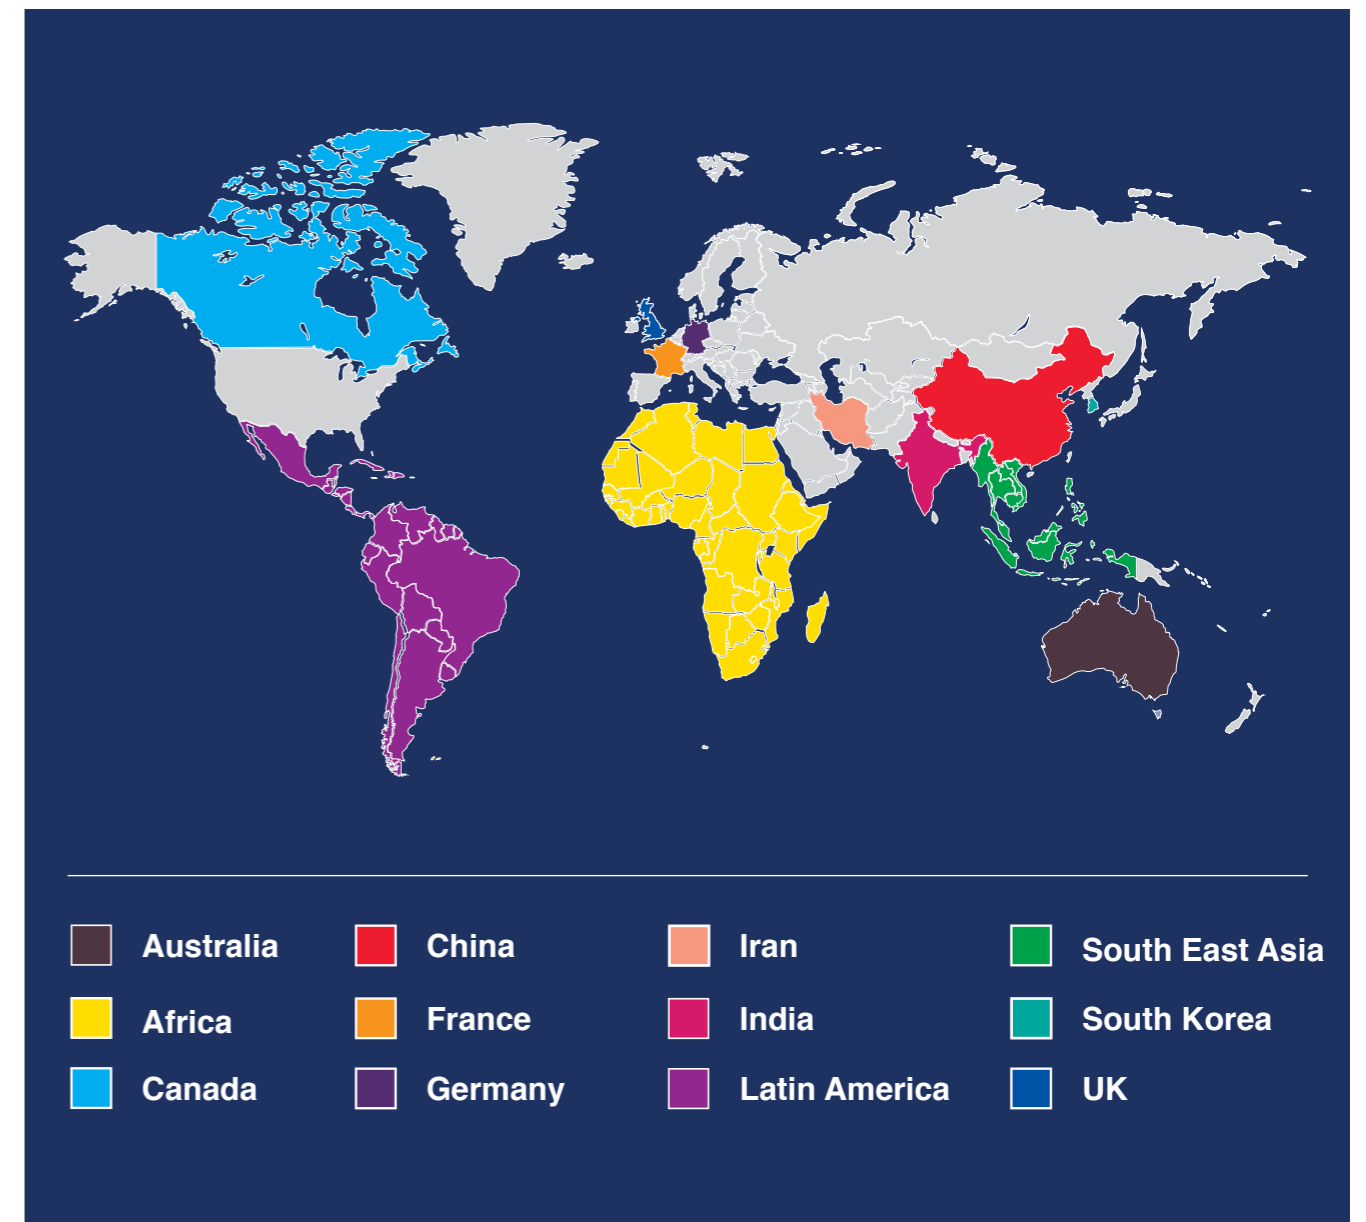 Australia
Africa
Canada
China
France
Germany
Iran
India
Latin America
South East Asia
South Korea
UK